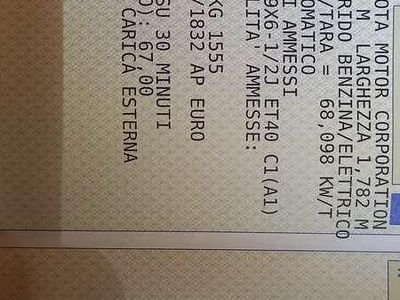 OTA MOTOR CORPORATION
M LARGHEZZA 1,782 M
RIDO BENZINA/ELETTRICO
/TARA = 68,098 KW/T
OMATICO
I AMMESSI
9X6-1/2J ET40 C1(A1)
LITA' AMMESSE:
KG 1555
/1832 AP EURO
SU 30 MINUTI
O): 67,00
CARICA ESTERNA